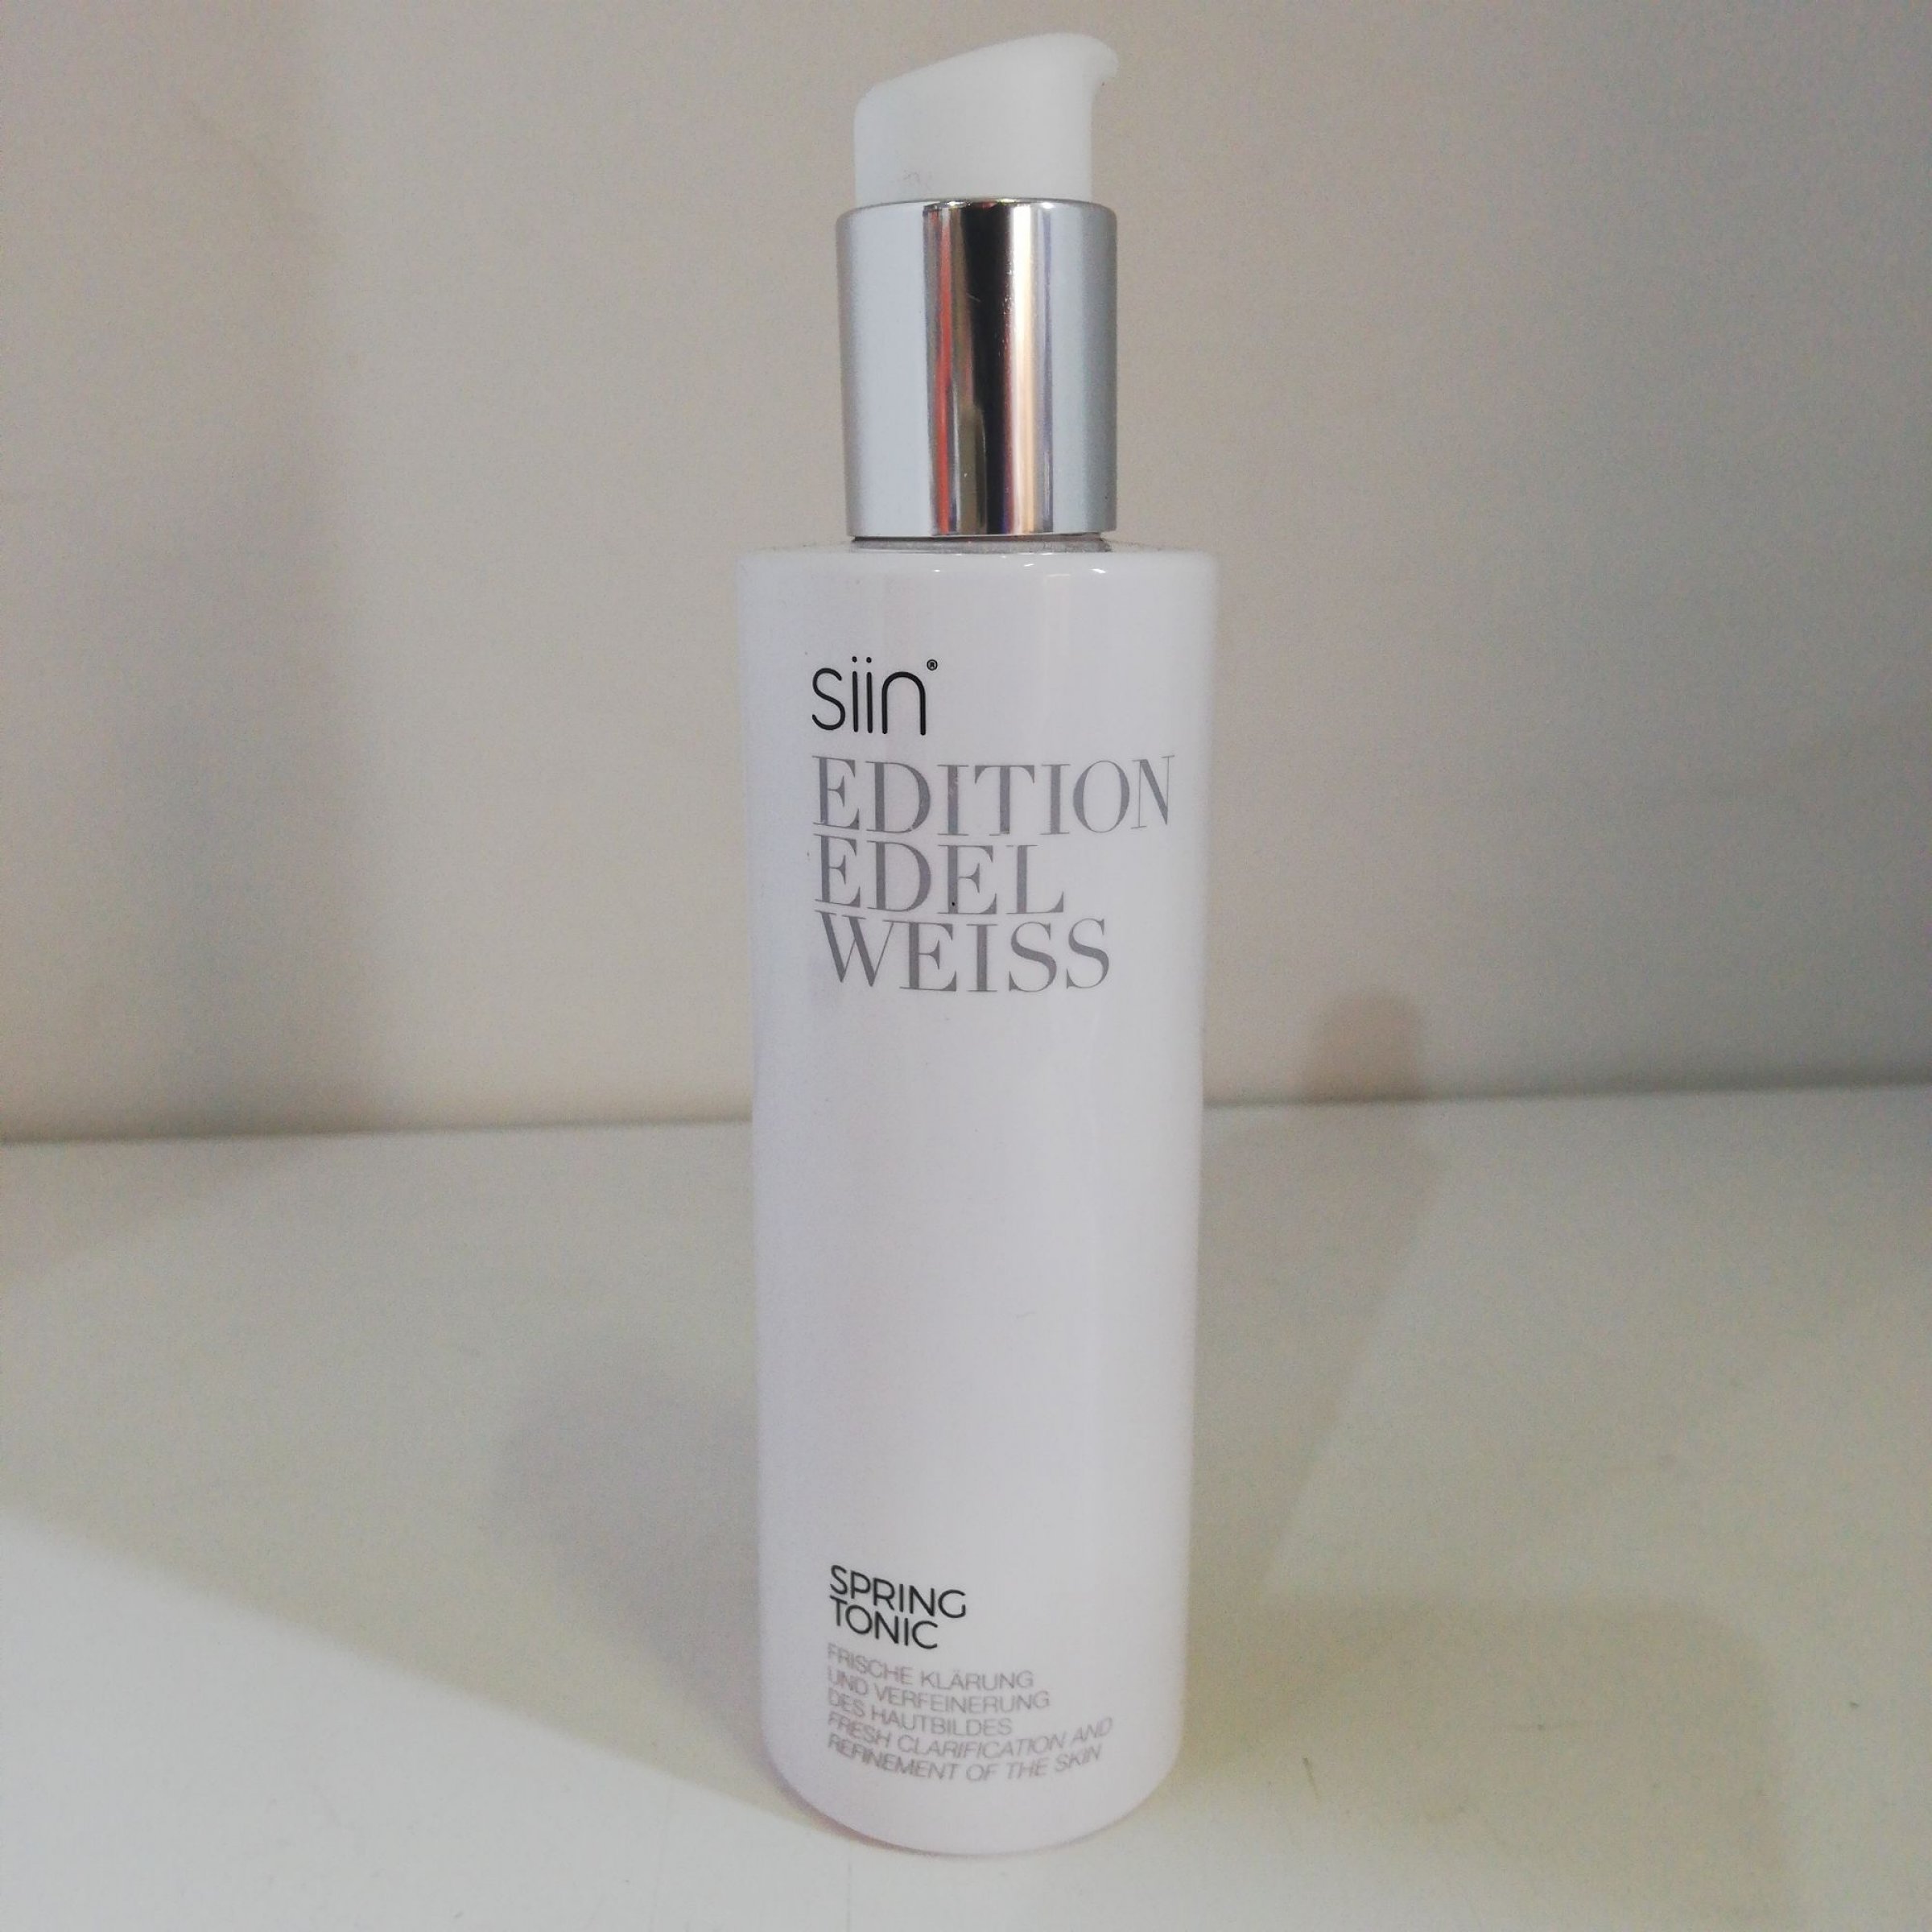 siin®
EDITION
EDEL
WEISS
SPRING
TONIC
FRISCHE KLÄRUNG
UND VERFEINERUNG
DES HAUTBILDES
FRESH CLARIFICATION AND
REFINEMENT OF THE SKIN